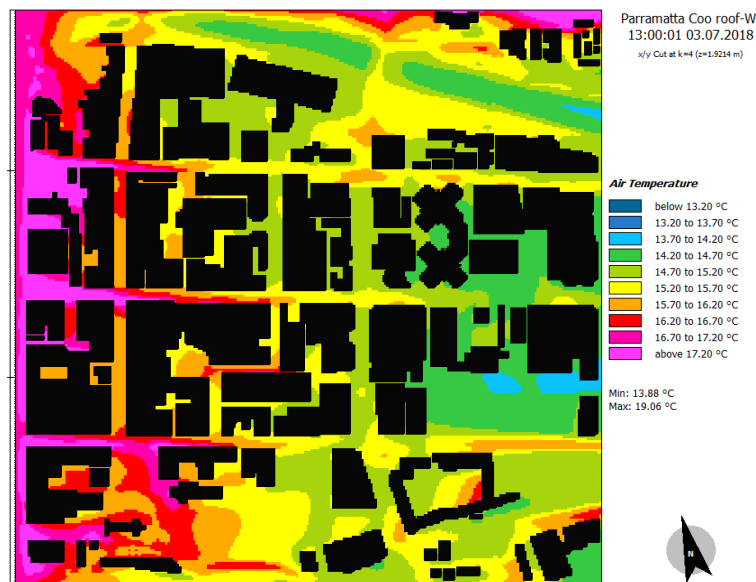 Parramatta Coo roof-W
13:00:01 03.07.2018
x/y Cut at k=4 (z=1.9214 m)
Air Temperature
below 13.20 °C
13.20 to 13.70 °C
13.70 to 14.20 °C
14.20 to 14.70 °C
14.70 to 15.20 °C
15.20 to 15.70 °C
15.70 to 16.20 °C
16.20 to 16.70 °C
16.70 to 17.20 °C
above 17.20 °C
Min: 13.88 °C
Max: 19.06 °C
N